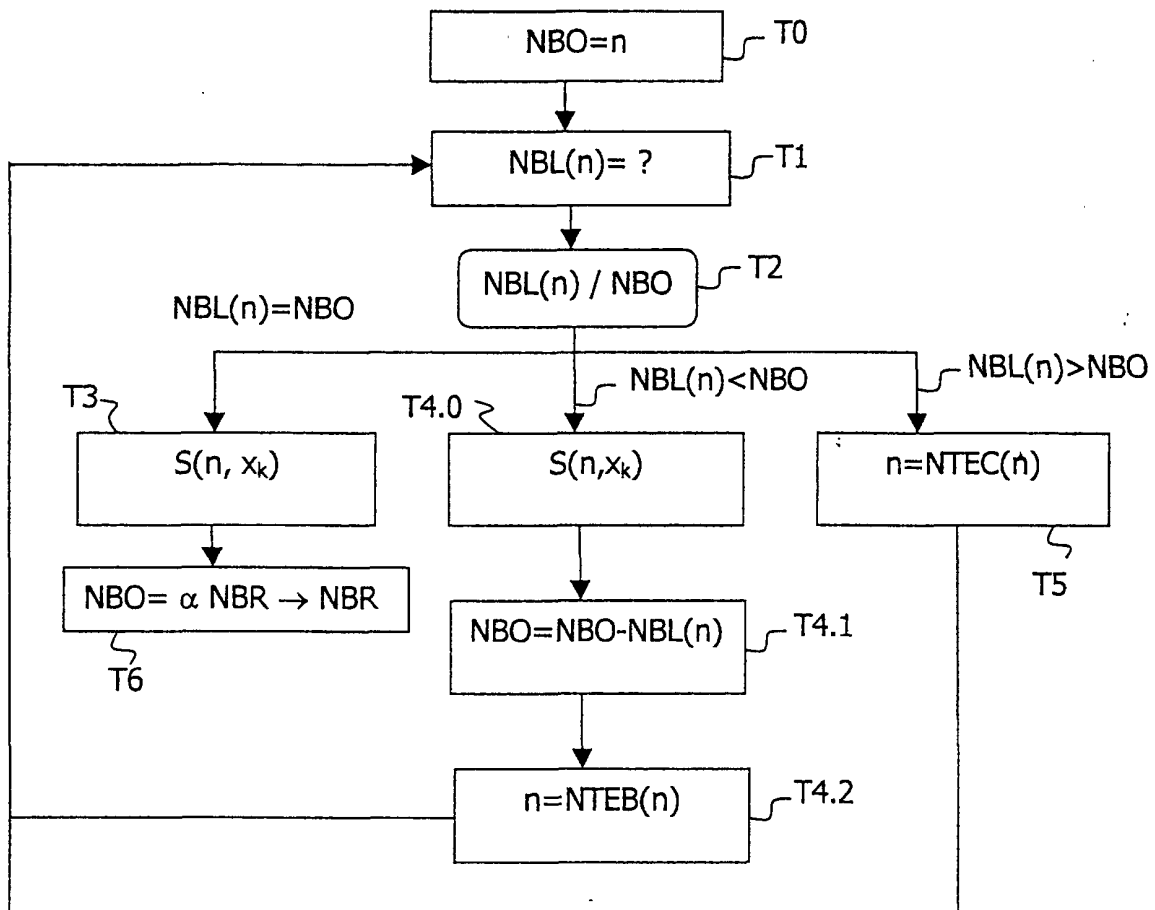 NBO=n
T0
NBL(n)= ?
T1
NBL(n) / NBO
T2
NBL(n)=NBO
NBL(n)<NBO
NBL(n)>NBO
T3
T4.0
S(n, xₖ)
S(n,xₖ)
n=NTEC(n)
T5
NBO= α NBR → NBR
T6
NBO=NBO-NBL(n)
T4.1
n=NTEB(n)
T4.2